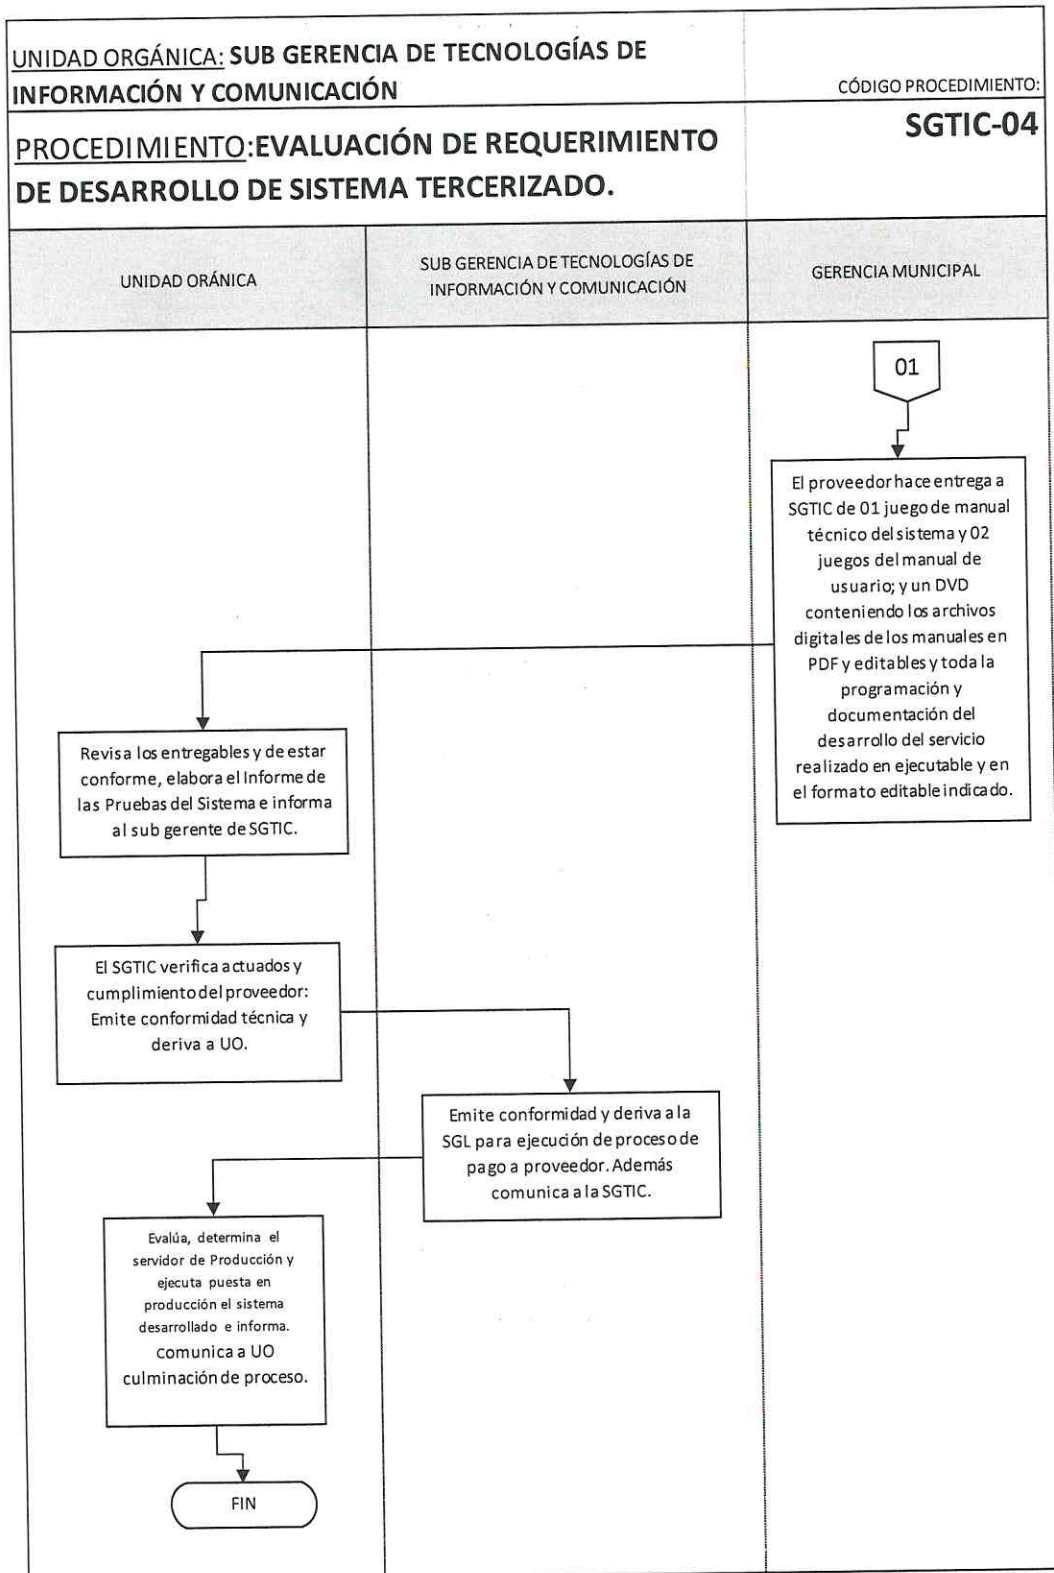 UNIDAD ORGÁNICA: SUB GERENCIA DE TECNOLOGÍAS DE
INFORMACIÓN Y COMUNICACIÓN
CÓDIGO PROCEDIMIENTO:
SGTIC-04
PROCEDIMIENTO:EVALUACIÓN DE REQUERIMIENTO
DE DESARROLLO DE SISTEMA TERCERIZADO.
UNIDAD ORÁNICA
SUB GERENCIA DE TECNOLOGÍAS DE
INFORMACIÓN Y COMUNICACIÓN
GERENCIA MUNICIPAL
01
El proveedor hace entrega a
SGTIC de 01 juego de manual
técnico del sistema y 02
juegos del manual de
usuario; y un DVD
conteniendo los archivos
digitales de los manuales en
PDF y editables y toda la
programación y
documentación del
desarrollo del servicio
realizado en ejecutable y en
el formato editable indicado.
Revisa los entregables y de estar
conforme, elabora el Informe de
las Pruebas del Sistema e informa
al sub gerente de SGTIC.
El SGTIC verifica actuados y
cumplimiento del proveedor:
Emite conformidad técnica y
deriva a UO.
Emite conformidad y deriva a la
SGL para ejecución de proceso de
pago a proveedor. Además
comunica a la SGTIC.
Evalúa, determina el
servidor de Producción y
ejecuta puesta en
producción el sistema
desarrollado e informa.
comunica a UO
culminación de proceso.
FIN